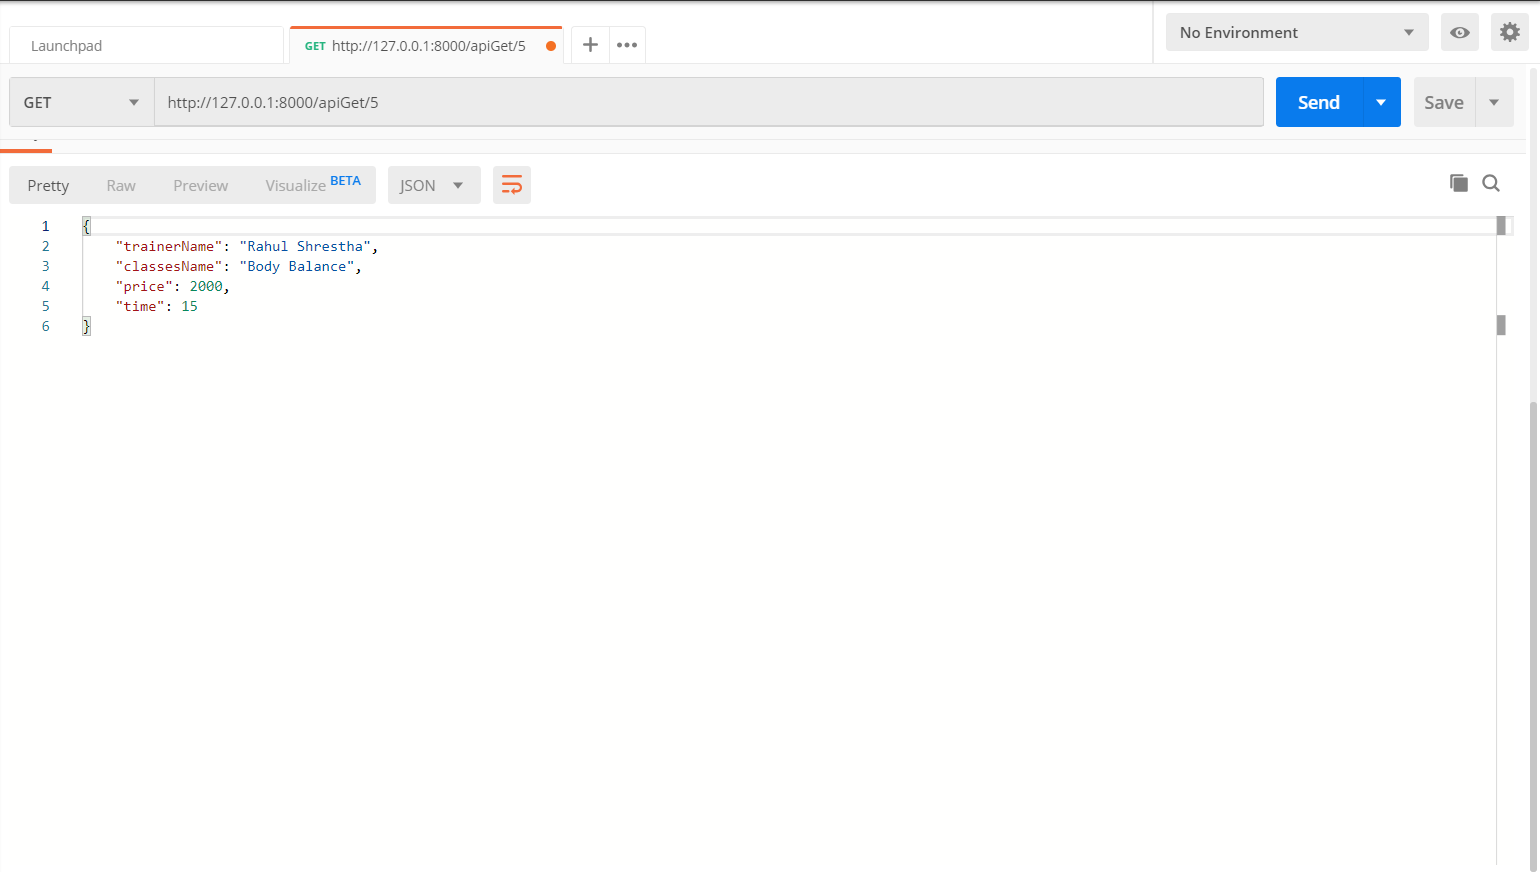 Launchpad
GET http://127.0.0.1:8000/apiGet/5
No Environment
GET
http://127.0.0.1:8000/apiGet/5
Send
Save
Pretty Raw Preview Visualize BETA JSON
1 {
2 "trainerName": "Rahul Shrestha",
3 "classesName": "Body Balance",
4 "price": 2000,
5 "time": 15
6 }